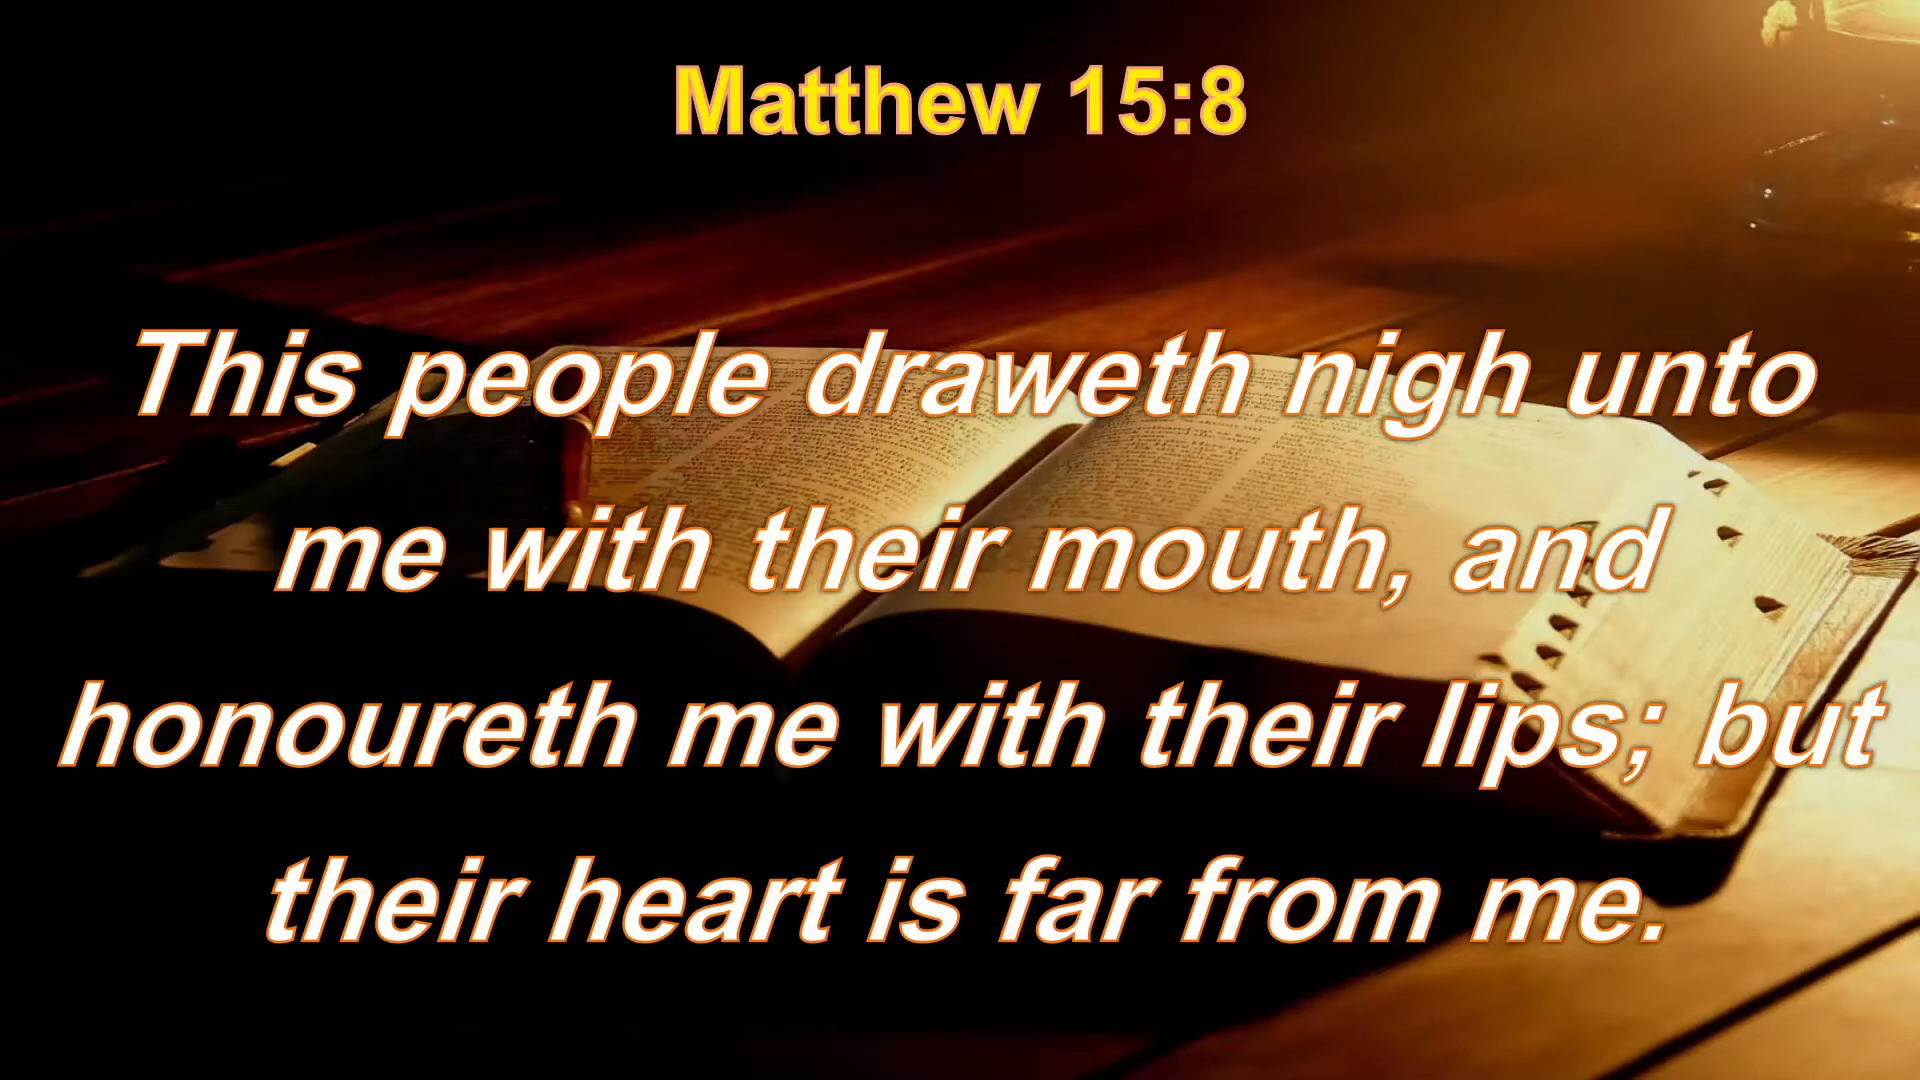 Matthew 15:8
This people draweth nigh unto
me with their mouth, and
honoureth me with their lips; but
their heart is far from me.